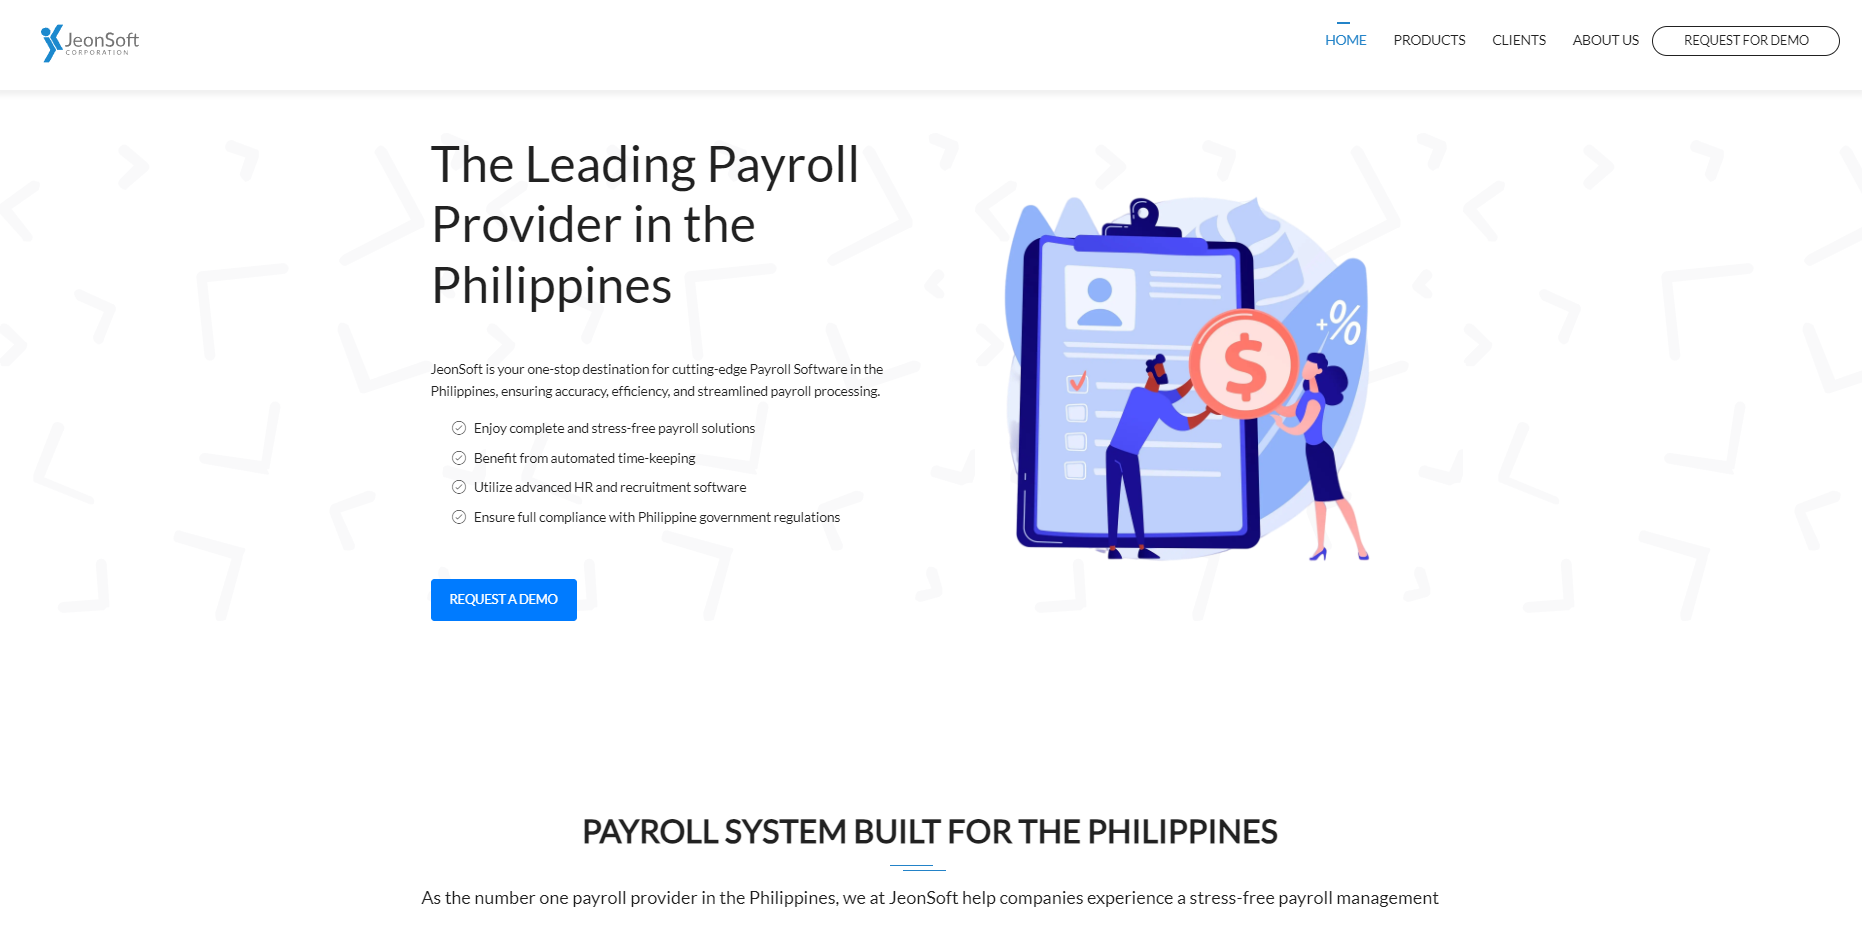 JeonSoft
CORPORATION
HOME
PRODUCTS
CLIENTS
ABOUT US
REQUEST FOR DEMO
The Leading Payroll
Provider in the
Philippines
JeonSoft is your one-stop destination for cutting-edge Payroll Software in the
Philippines, ensuring accuracy, efficiency, and streamlined payroll processing.
Enjoy complete and stress-free payroll solutions
Benefit from automated time-keeping
Utilize advanced HR and recruitment software
Ensure full compliance with Philippine government regulations
REQUEST A DEMO
+%
$
PAYROLL SYSTEM BUILT FOR THE PHILIPPINES
As the number one payroll provider in the Philippines, we at JeonSoft help companies experience a stress-free payroll management